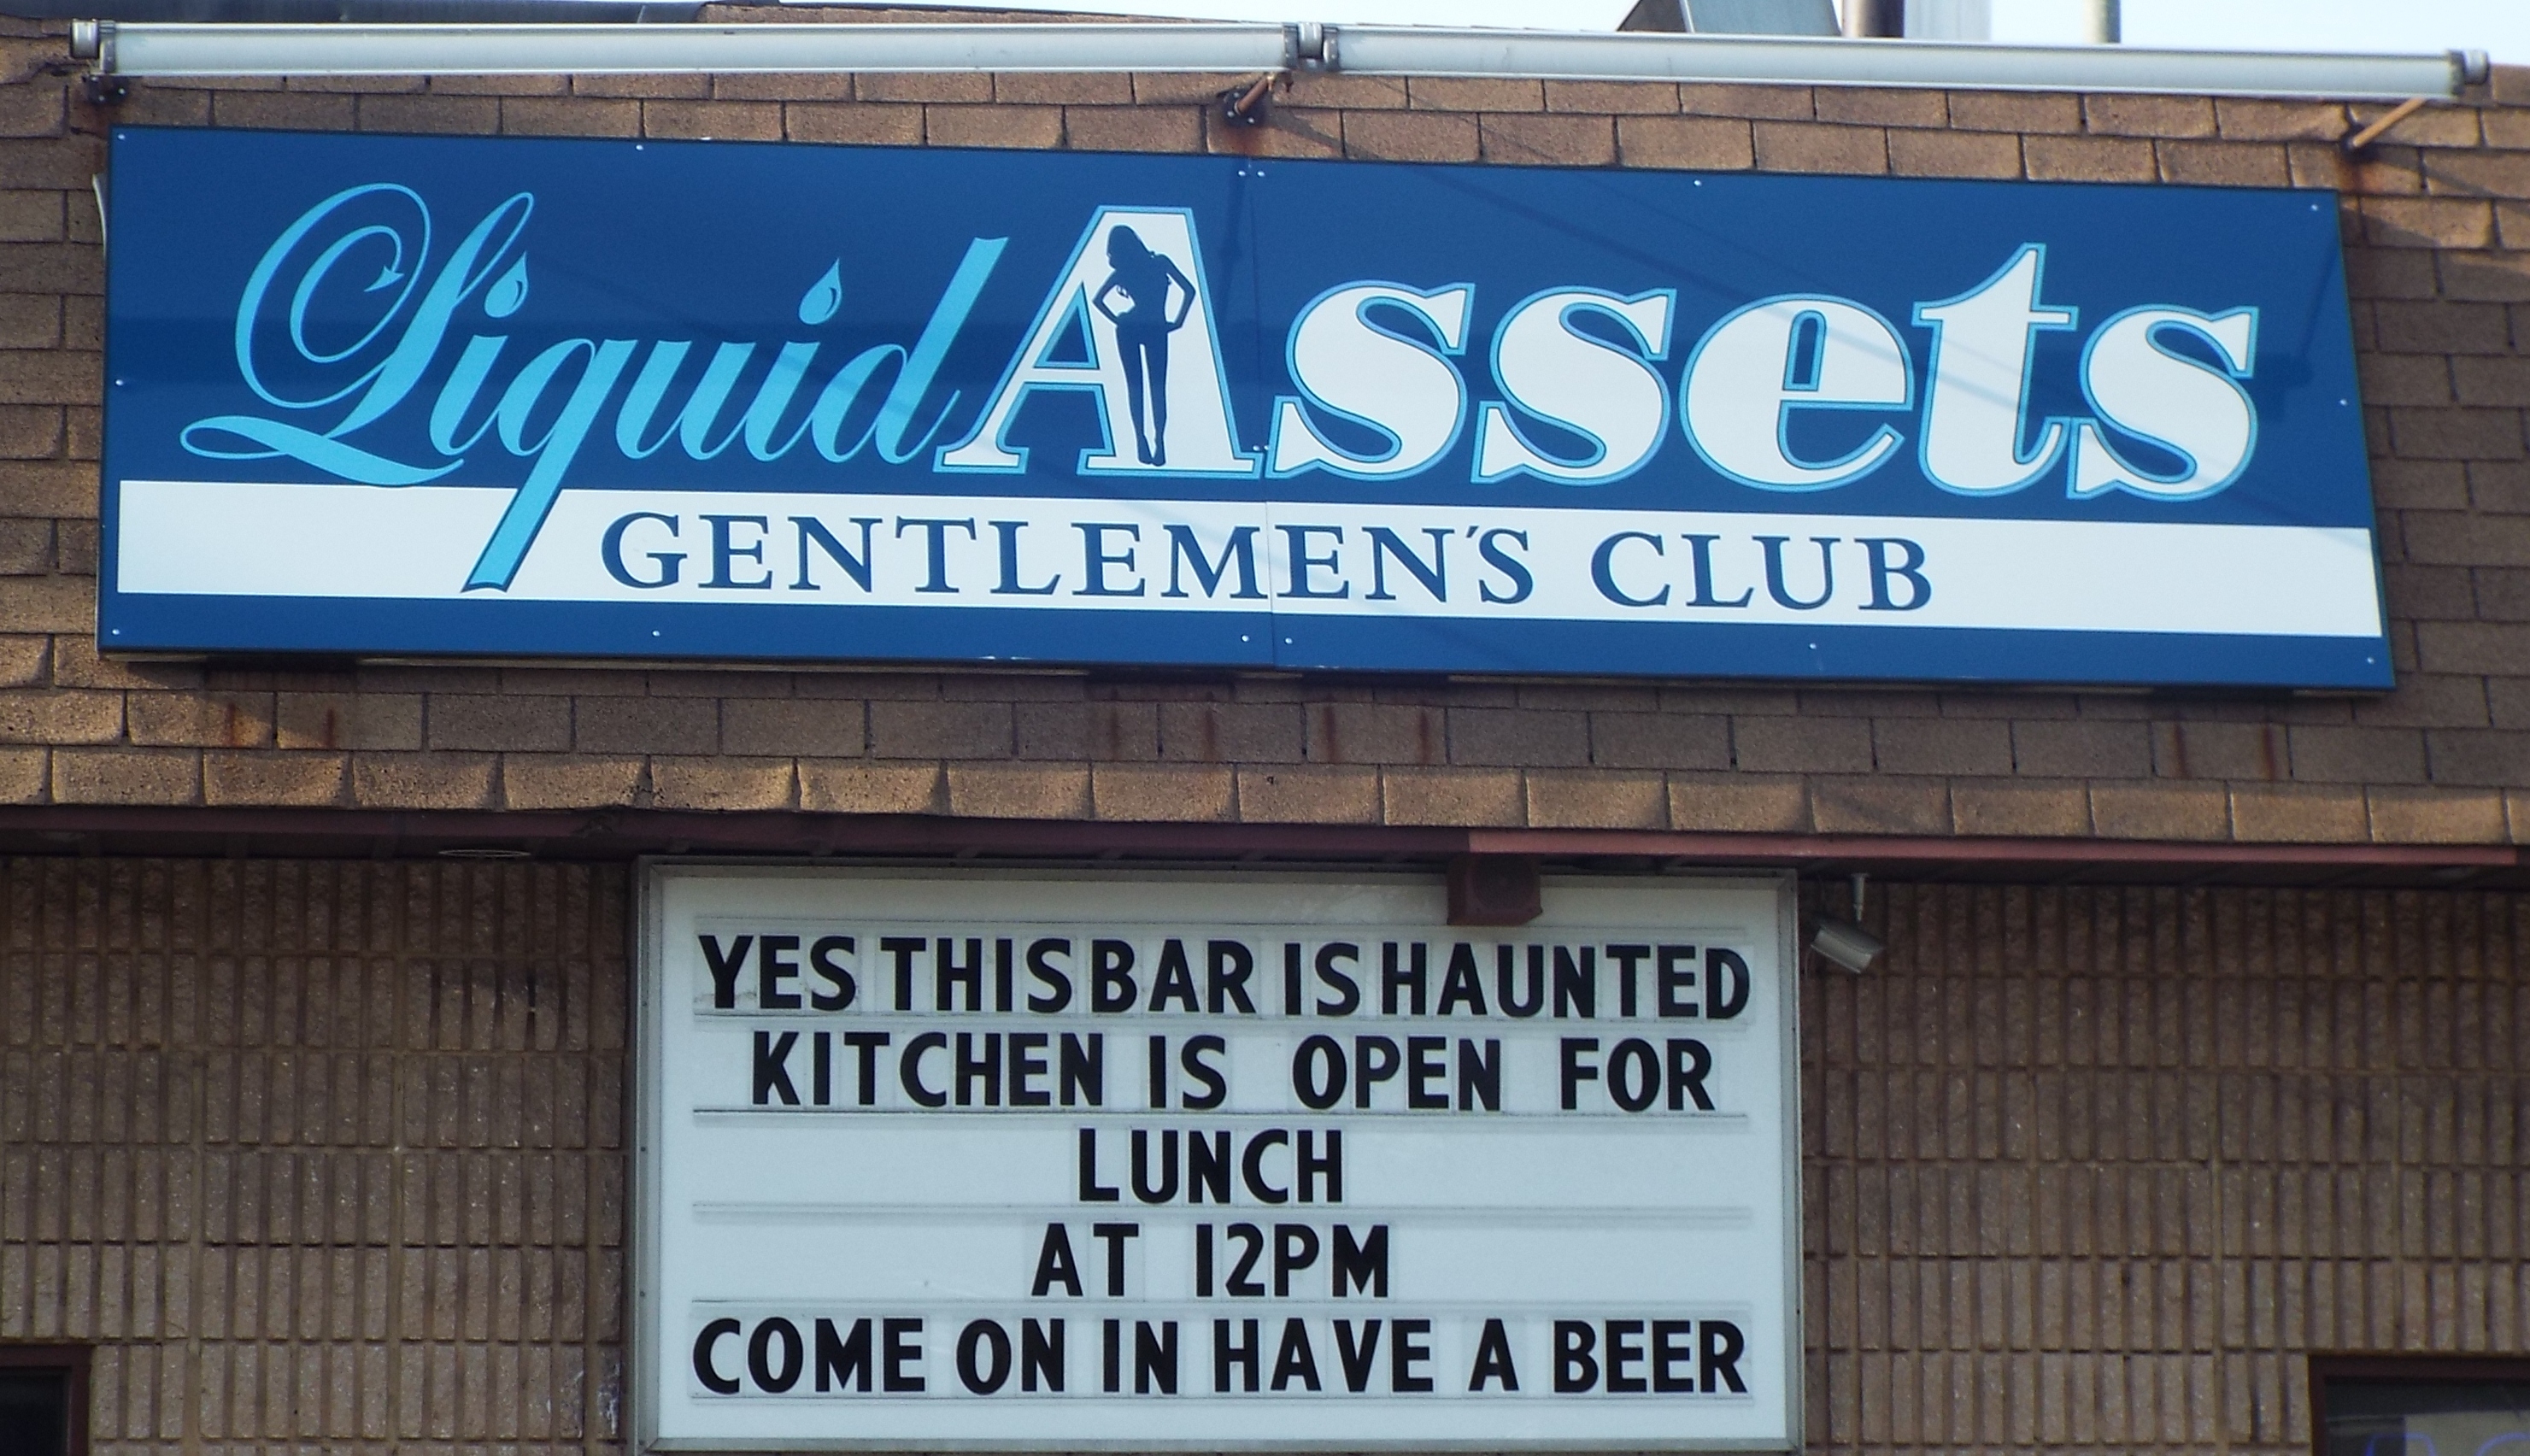 Liquid Assets
GENTLEMEN'S CLUB
YES THIS BAR IS HAUNTED
KITCHEN IS OPEN FOR
LUNCH
AT 12PM
COME ON IN HAVE A BEER